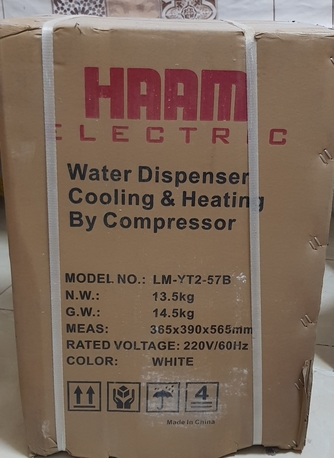 HAAM
ELECTRIC
Water Dispenser
Cooling & Heating
By Compressor
MODEL NO.: LM-YT2-57B
N.W.: 13.5kg
G.W.: 14.5kg
MEAS: 365x390x565mm
RATED VOLTAGE: 220V/60Hz
COLOR: WHITE
4
Made in China